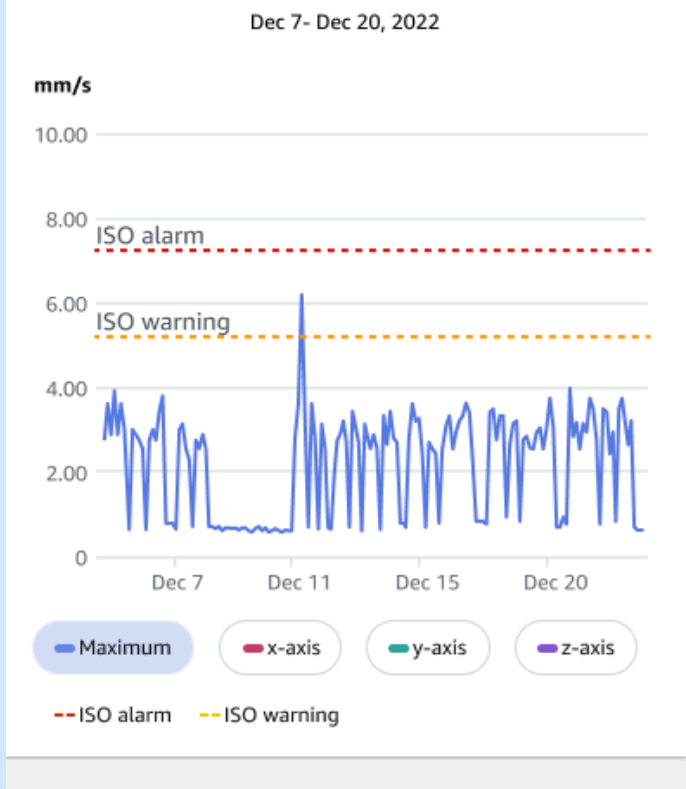 Dec 7- Dec 20, 2022
mm/s
10.00
8.00
ISO alarm
6.00
ISO warning
4.00
2.00
0
Dec 7 Dec 11 Dec 15 Dec 20
Maximum x-axis y-axis z-axis
ISO alarm ISO warning